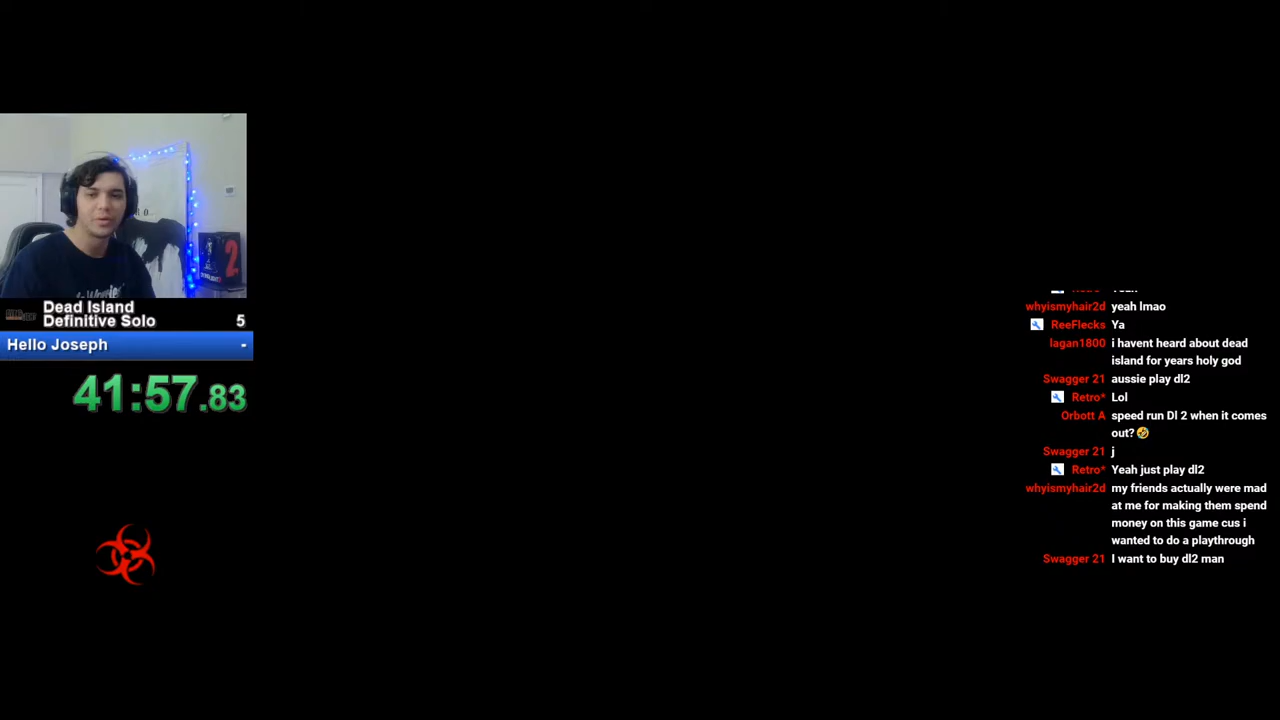 Dead Island
Definitive Solo 5
Hello Joseph -
41:57.83
2
whyismyhair2d yeah lmao
ReeFlecks Ya
lagan1800 i havent heard about dead
island for years holy god
Swagger 21 aussie play dl2
Retro* Lol
Orbott A speed run Dl 2 when it comes
out?🤣
Swagger 21 j
Retro* Yeah just play dl2
whyismyhair2d my friends actually were mad
at me for making them spend
money on this game cus i
wanted to do a playthrough
Swagger 21 I want to buy dl2 man